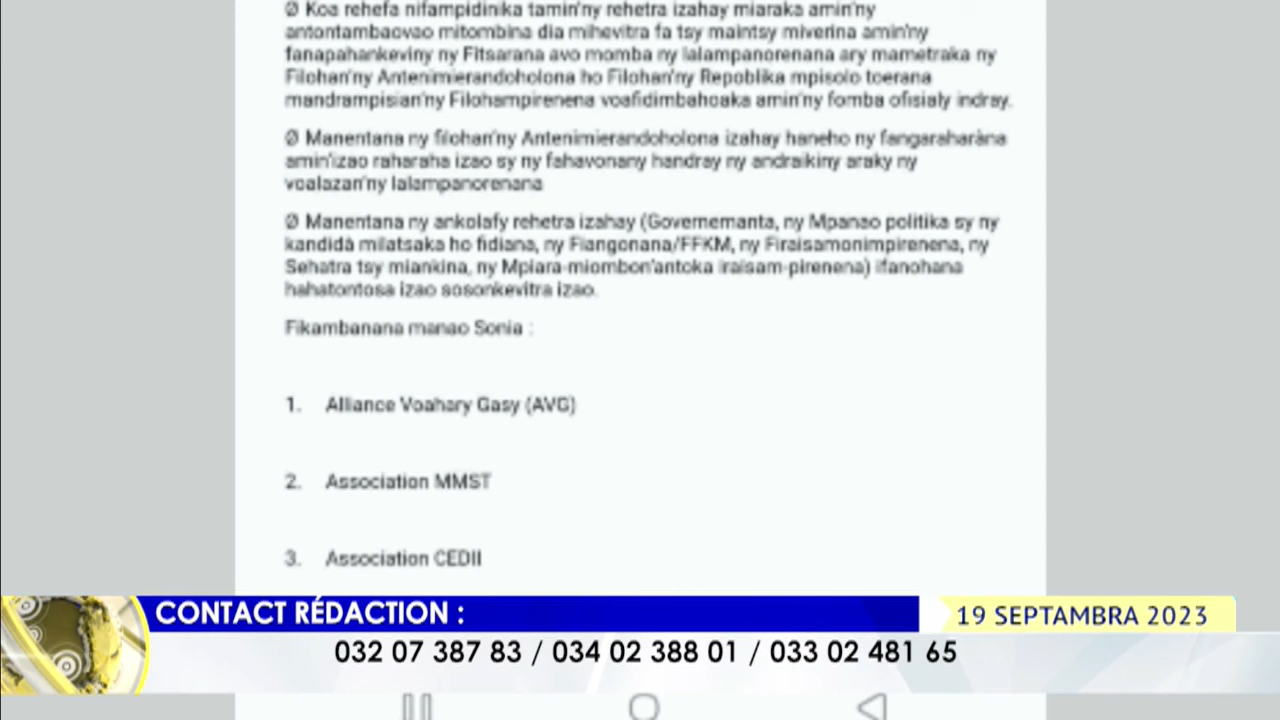 Ø Koa rehefa nifampidinika tamin'ny rehetra izahay miaraka amin'ny
antontambaovao mitombina dia mihevitra fa tsy maintsy miverina amin'ny
fanapahankeviny ny Fitsarana avo momba ny lalampanorenana ary mametraka ny
Filohan'ny Antenimierandoholona ho Filohan'ny Repoblika mpisolo toerana
mandrampisian'ny Filohampirenena voafidimbahoaka amin'ny fomba ofisialy indray.
Ø Manentana ny filohan'ny Antenimierandoholona izahay haneho ny fangaraharàna
amin'izao raharaha izao sy ny fahavonany handray ny andraikiny araky ny
voalazan'ny lalampanorenana
Ø Manentana ny ankolafy rehetra izahay (Governemanta, ny Mpanao politika sy ny
kandidà milatsaka ho fidiana, ny Fiangonana/FFKM, ny Firaisamonimpirenena, ny
Sehatra tsy miankina, ny Mpiara-miombon'antoka iraisam-pirenena) ifanohana
hahatontosa izao sosonkevitra izao.
Fikambanana manao Sonia :
1. Alliance Voahary Gasy (AVG)
2. Association MMST
3. Association CEDII
CONTACT RÉDACTION :
19 SEPTAMBRA 2023
032 07 387 83 / 034 02 388 01 / 033 02 481 65